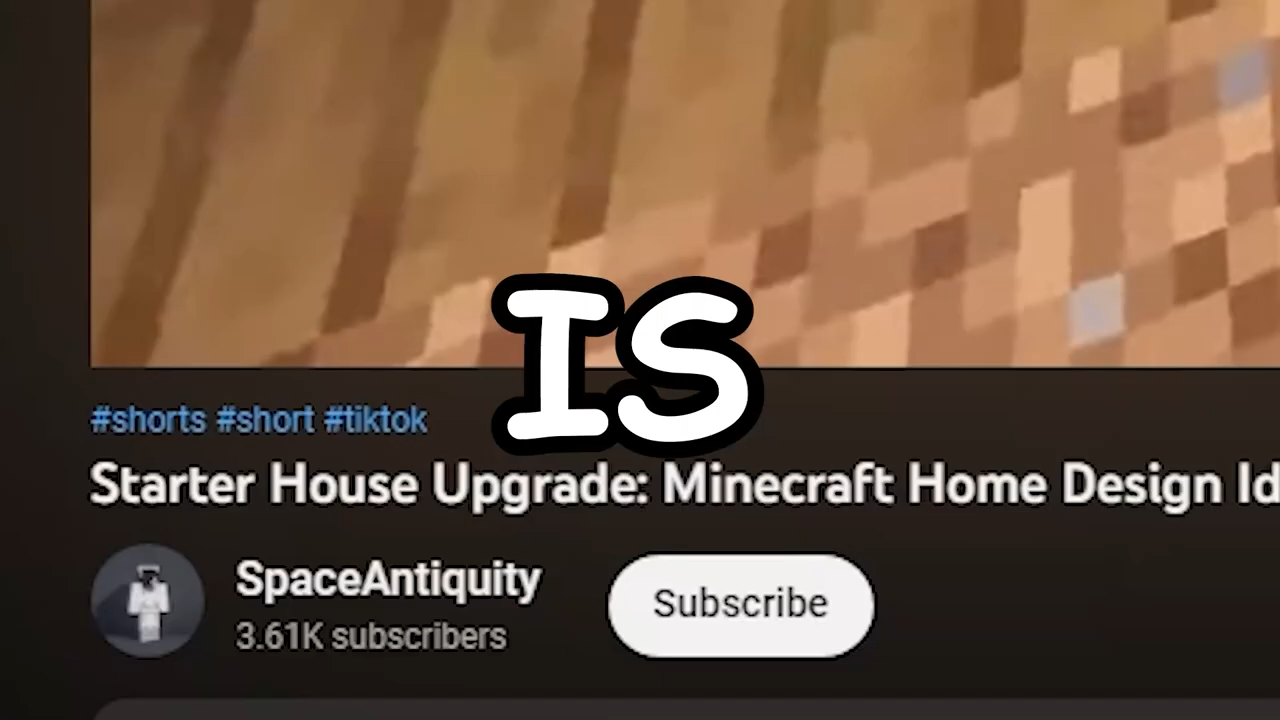 IS
#shorts #short #tiktok
Starter House Upgrade: Minecraft Home Design Id
SpaceAntiquity
3.61K subscribers
Subscribe